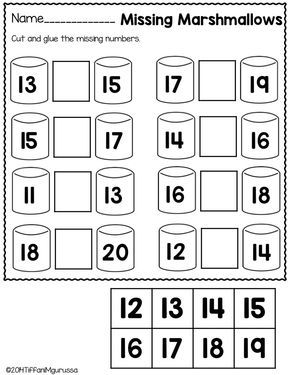 Name____________ Missing Marshmallows
Cut and glue the missing numbers.
13 15 17 19
15 17 14 16
11 13 16 18
18 20 12 14
12 13 14 15
16 17 18 19
©2014TiffaniMgurussa